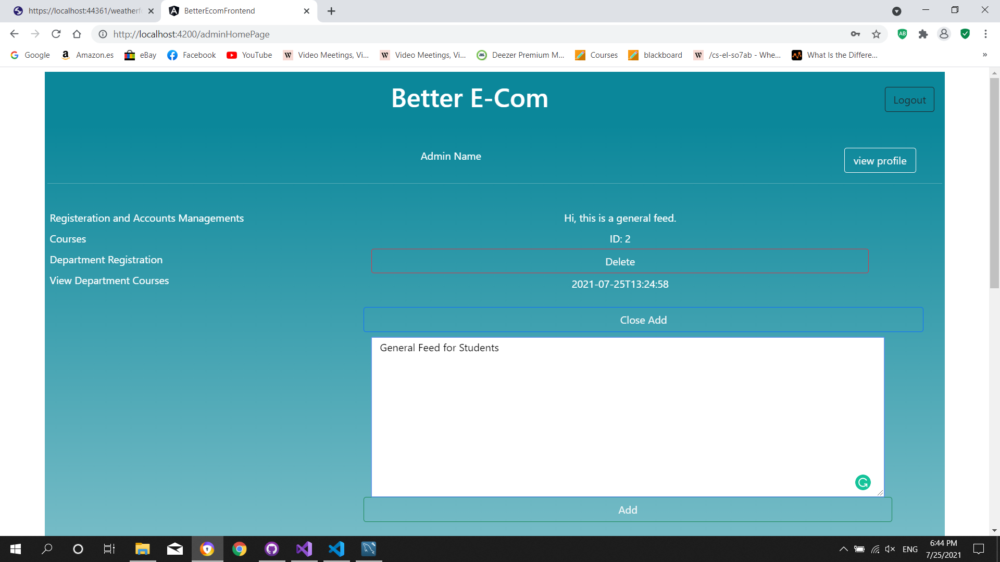 https://localhost:44361/weatherfo
BetterEcomFrontend
http://localhost:4200/adminHomePage
AB
Google
Amazon.es
eBay
Facebook
YouTube
Video Meetings, Vi...
Video Meetings, Vi...
Deezer Premium M...
Courses
blackboard
/cs-el-so7ab - Whe...
What Is the Differe...
»
Better E-Com
Logout
Admin Name
view profile
Registeration and Accounts Managements
Courses
Department Registration
View Department Courses
Hi, this is a general feed.
ID: 2
Delete
2021-07-25T13:24:58
Close Add
General Feed for Students
Add
ENG
6:44 PM
7/25/2021